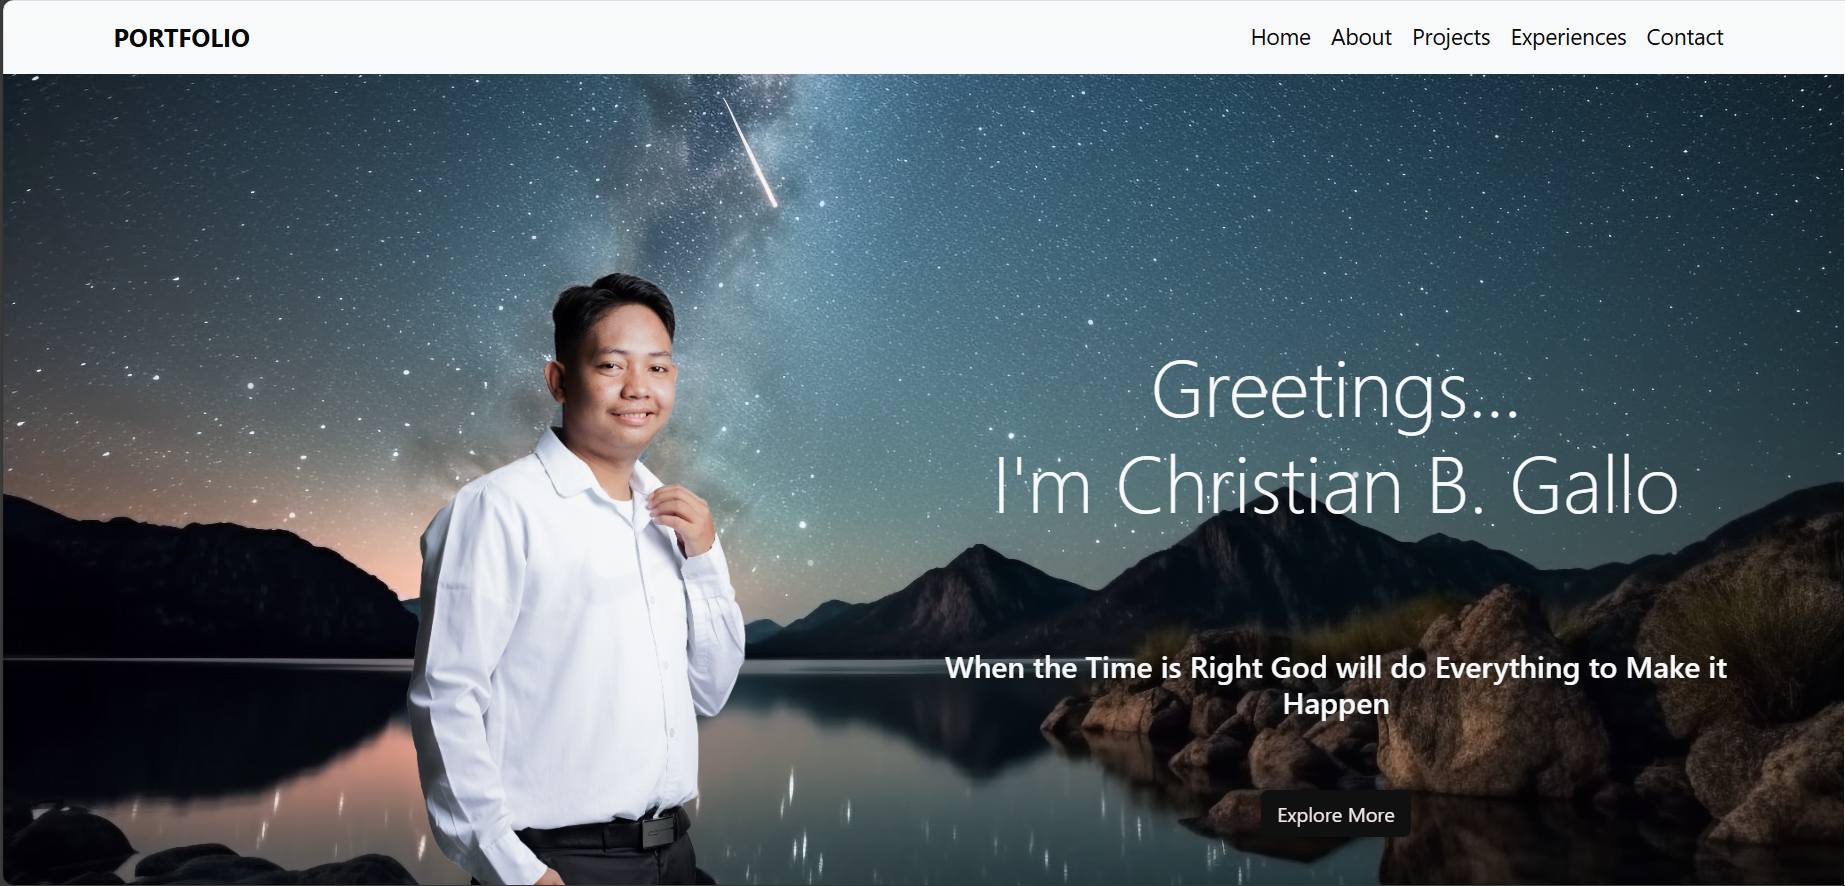 PORTFOLIO
Home About Projects Experiences Contact
Greetings...
I'm Christian B. Gallo
When the Time is Right God will do Everything to Make it
Happen
Explore More